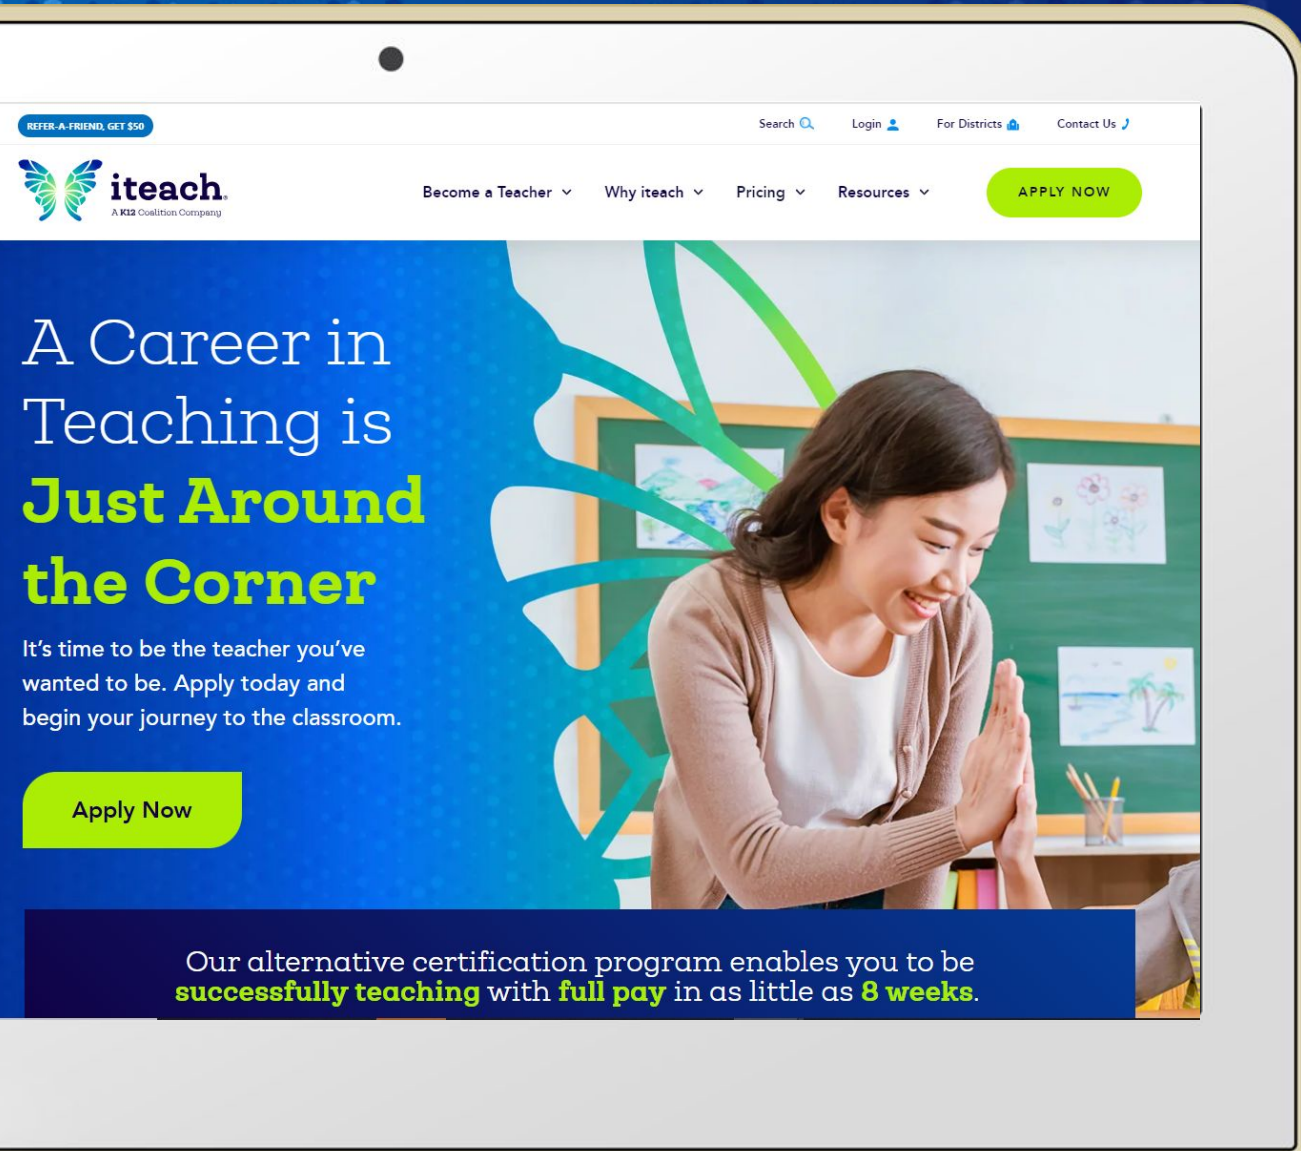 REFER-A-FRIEND, GET $50
Search
Login
For Districts
Contact Us
iteach.
A K12 Coalition Company
Become a Teacher
Why iteach
Pricing
Resources
APPLY NOW
A Career in
Teaching is
Just Around
the Corner
It's time to be the teacher you've
wanted to be. Apply today and
begin your journey to the classroom.
Apply Now
Our alternative certification program enables you to be
successfully teaching with full pay in as little as 8 weeks.